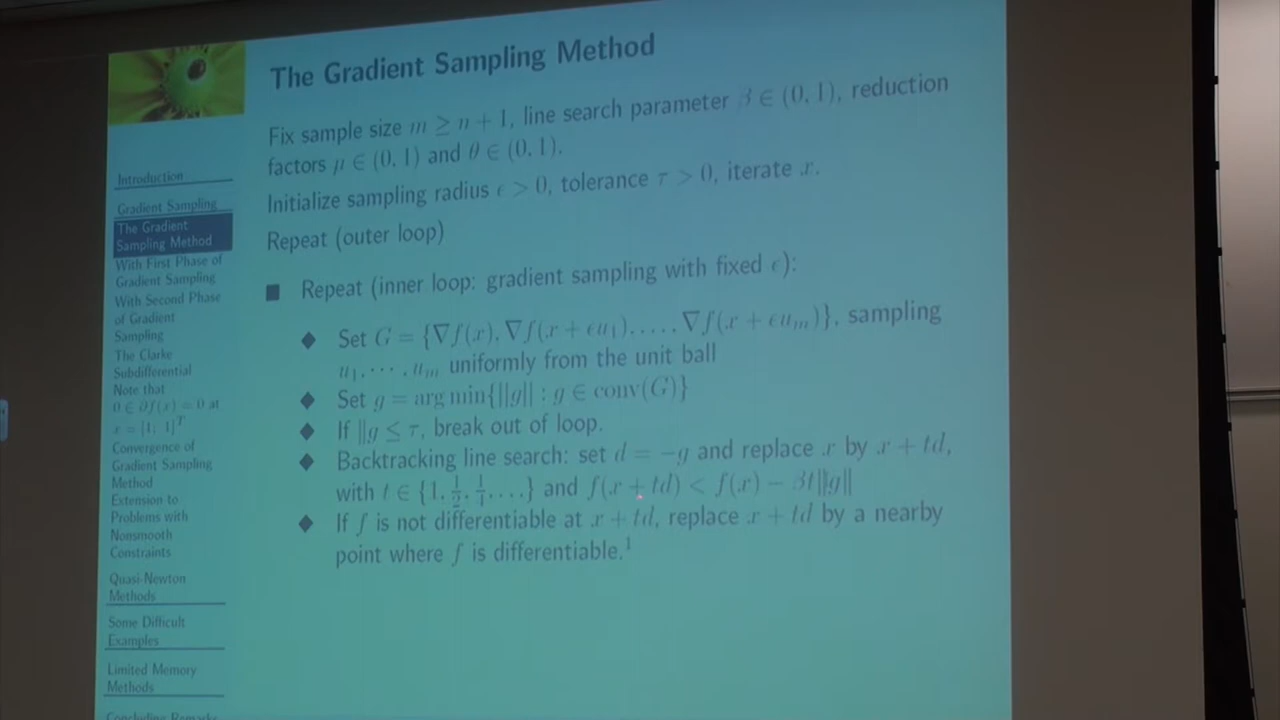 The Gradient Sampling Method
Fix sample size m ≥ n + 1, line search parameter β ∈ (0, 1), reduction
factors μ ∈ (0, 1) and θ ∈ (0, 1).
Initialize sampling radius ϵ > 0, tolerance τ > 0, iterate x.
Repeat (outer loop)
■ Repeat (inner loop: gradient sampling with fixed ϵ):
◆ Set G = {∇f(x), ∇f(x + ϵu₁), . . . , ∇f(x + ϵuₘ)}, sampling
u₁, · · · , uₘ uniformly from the unit ball
◆ Set g = arg min{||g|| : g ∈ conv(G)}
◆ If ‖g ≤ τ, break out of loop.
◆ Backtracking line search: set d = −g and replace x by x + td,
with t ∈ {1, 1/2, 1/4, . . .} and f(x + td) < f(x) − βt‖g‖
◆ If f is not differentiable at x + td, replace x + td by a nearby
point where f is differentiable.¹
Introduction
Gradient Sampling
The Gradient
Sampling Method
With First Phase of
Gradient Sampling
With Second Phase
of Gradient
Sampling
The Clarke
Subdifferential
Note that
0 ∈ ∂f(x) = 0 at
x = [1, 1]ᵀ
Convergence of
Gradient Sampling
Method
Extension to
Problems with
Nonsmooth
Constraints
Quasi-Newton
Methods
Some Difficult
Examples
Limited Memory
Methods
Concluding Remarks